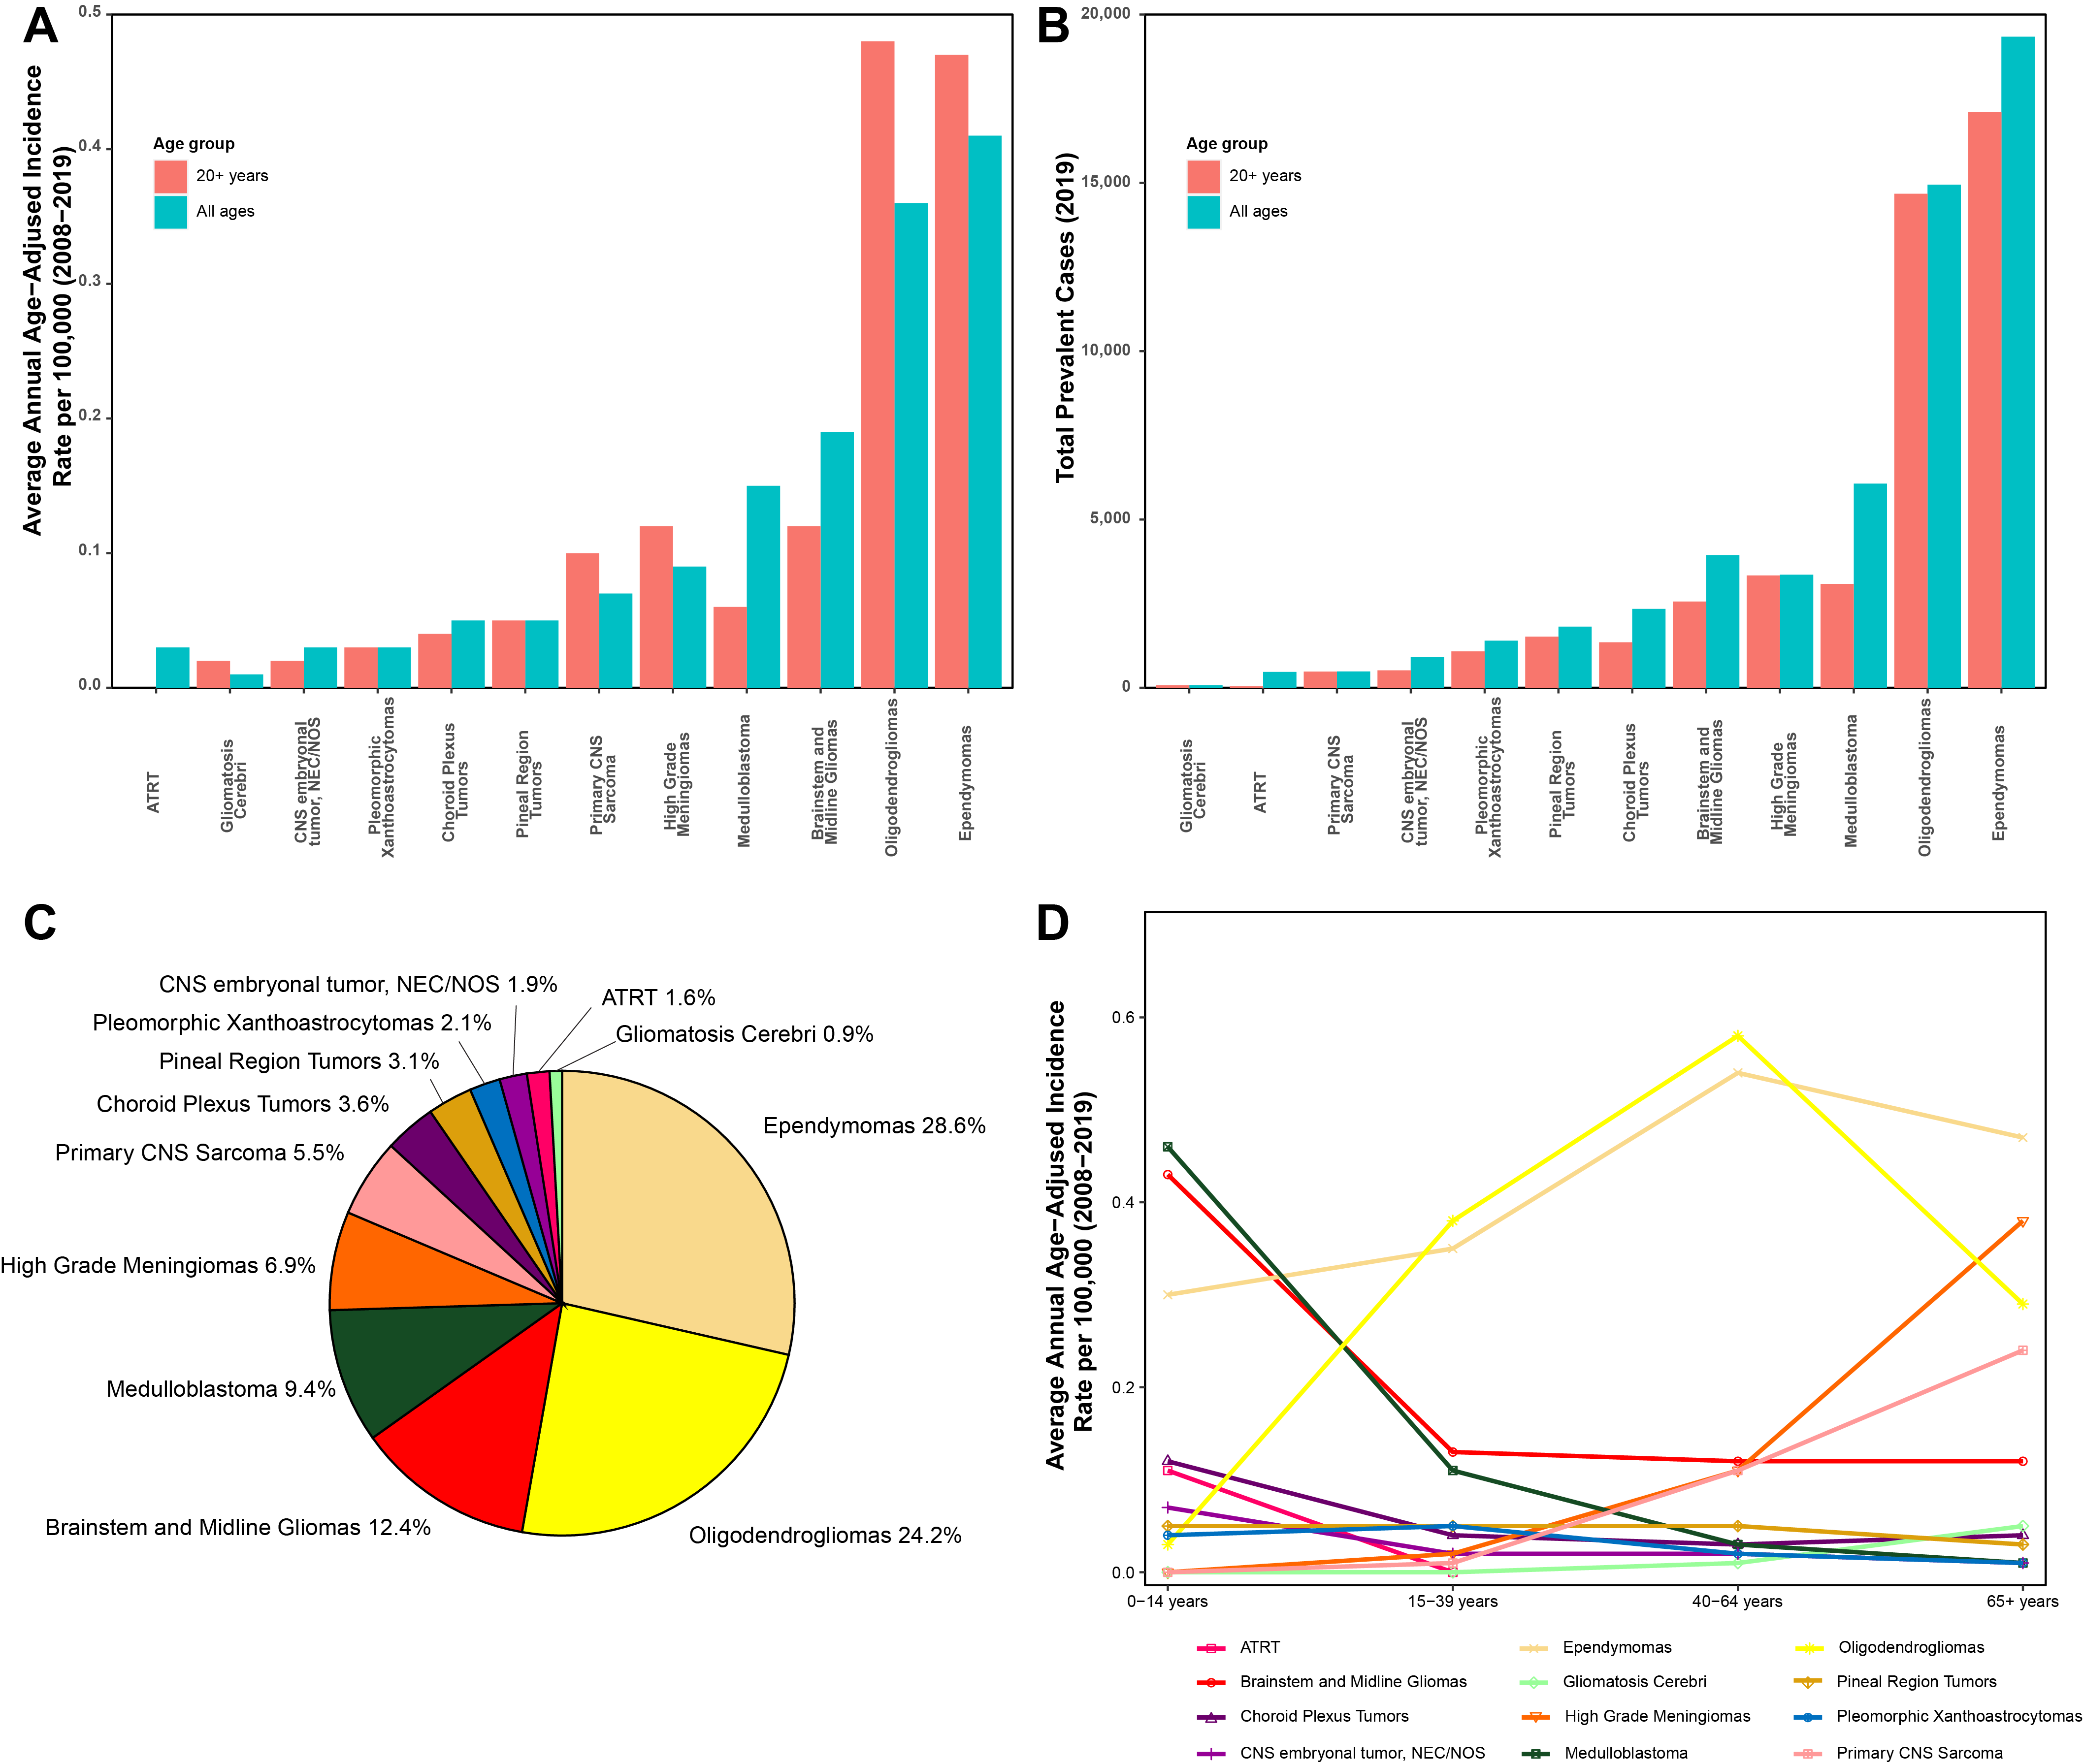 A
Average Annual Age−Adjused Incidence
Rate per 100,000 (2008−2019)
0.5
0.4
0.3
0.2
0.1
0.0
Age group
20+ years
All ages
ATRT
Gliomatosis
Cerebri
CNS embryonal
tumor, NEC/NOS
Pleomorphic
Xanthoastrocytomas
Choroid Plexus
Tumors
Pineal Region
Tumors
Primary CNS
Sarcoma
High Grade
Meningiomas
Medulloblastoma
Brainstem and
Midline Gliomas
Oligodendrogliomas
Ependymomas
B
Total Prevalent Cases (2019)
20,000
15,000
10,000
5,000
0
Age group
20+ years
All ages
Gliomatosis
Cerebri
ATRT
Primary CNS
Sarcoma
CNS embryonal
tumor, NEC/NOS
Pleomorphic
Xanthoastrocytomas
Pineal Region
Tumors
Choroid Plexus
Tumors
Brainstem and
Midline Gliomas
High Grade
Meningiomas
Medulloblastoma
Oligodendrogliomas
Ependymomas
C
CNS embryonal tumor, NEC/NOS 1.9%
ATRT 1.6%
Pleomorphic Xanthoastrocytomas 2.1%
Gliomatosis Cerebri 0.9%
Pineal Region Tumors 3.1%
Choroid Plexus Tumors 3.6%
Ependymomas 28.6%
Primary CNS Sarcoma 5.5%
High Grade Meningiomas 6.9%
Medulloblastoma 9.4%
Brainstem and Midline Gliomas 12.4%
Oligodendrogliomas 24.2%
D
Average Annual Age−Adjusted Incidence
Rate per 100,000 (2008−2019)
0.6
0.4
0.2
0.0
0−14 years
15−39 years
40−64 years
65+ years
ATRT
Ependymomas
Oligodendrogliomas
Brainstem and Midline Gliomas
Gliomatosis Cerebri
Pineal Region Tumors
Choroid Plexus Tumors
High Grade Meningiomas
Pleomorphic Xanthoastrocytomas
CNS embryonal tumor, NEC/NOS
Medulloblastoma
Primary CNS Sarcoma